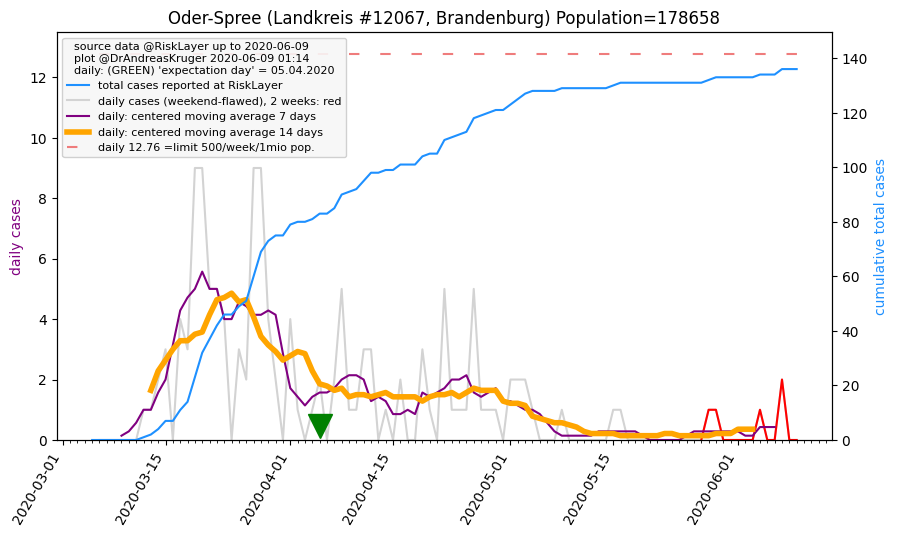 Oder-Spree (Landkreis #12067, Brandenburg) Population=178658
source data @RiskLayer up to 2020-06-09
plot @DrAndreasKruger 2020-06-09 01:14
daily: (GREEN) 'expectation day' = 05.04.2020
total cases reported at RiskLayer
daily cases (weekend-flawed), 2 weeks: red
daily: centered moving average 7 days
daily: centered moving average 14 days
daily 12.76 =limit 500/week/1mio pop.
daily cases
12
10
8
6
4
2
0
cumulative total cases
140
120
100
80
60
40
20
0
2020-03-01
2020-03-15
2020-04-01
2020-04-15
2020-05-01
2020-05-15
2020-06-01